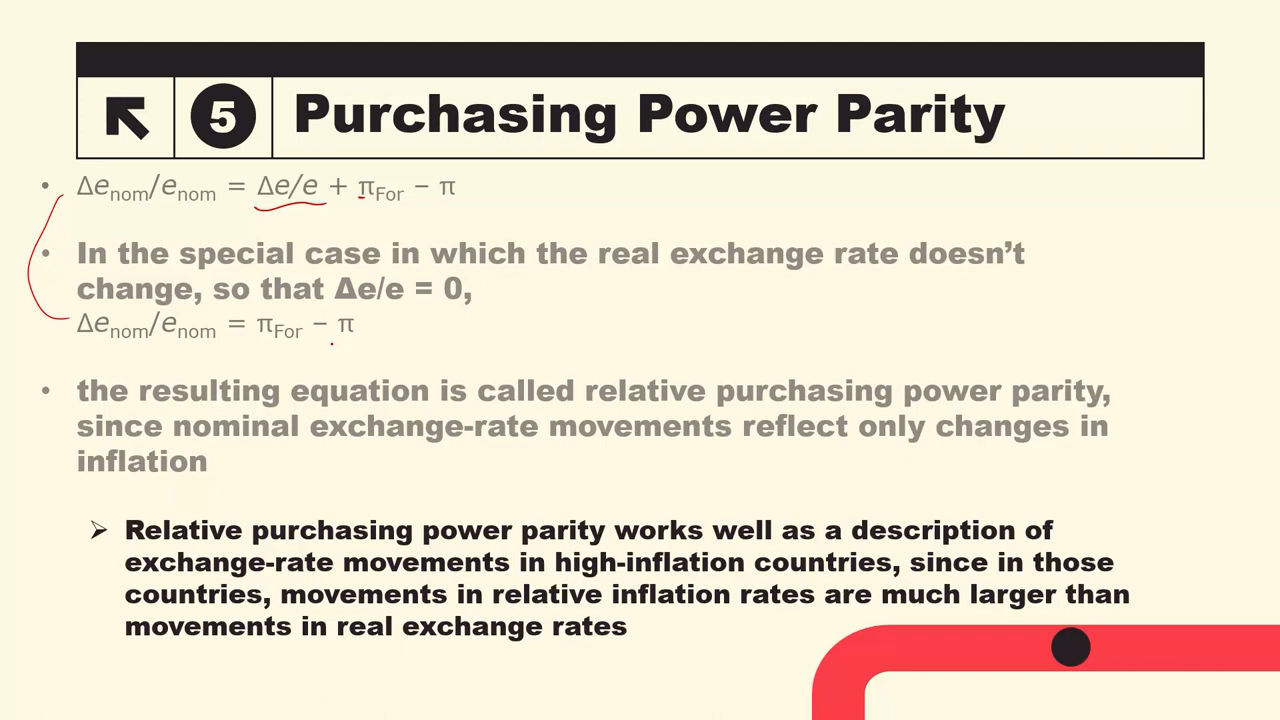 5 Purchasing Power Parity
• Δe_nom/e_nom = Δe/e + π_For − π
• In the special case in which the real exchange rate doesn’t
change, so that Δe/e = 0,
Δe_nom/e_nom = π_For − π
• the resulting equation is called relative purchasing power parity,
since nominal exchange-rate movements reflect only changes in
inflation
➢ Relative purchasing power parity works well as a description of
exchange-rate movements in high-inflation countries, since in those
countries, movements in relative inflation rates are much larger than
movements in real exchange rates